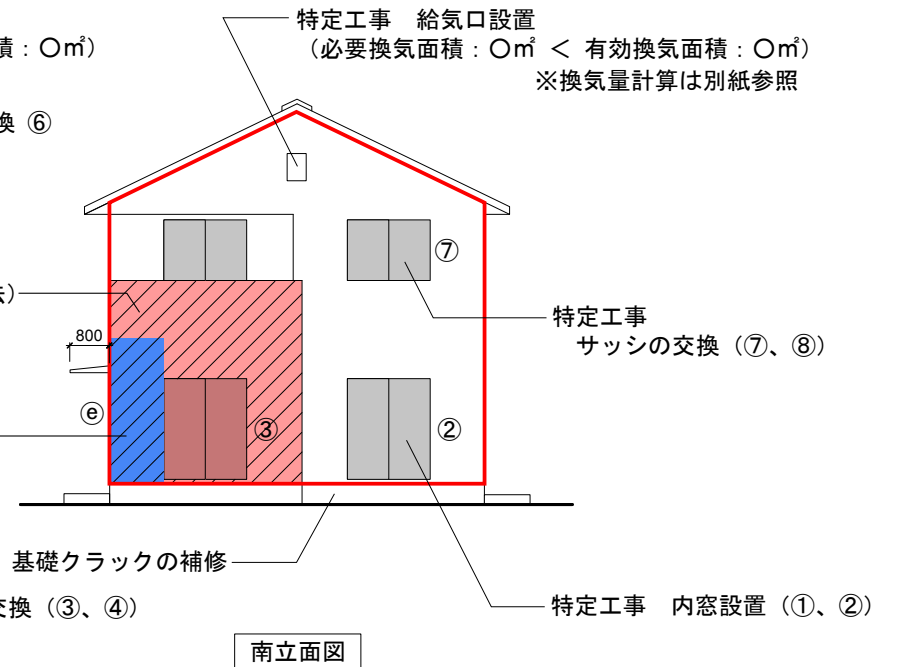 特定工事　給気口設置
積：〇㎡）
（必要換気面積：〇㎡ ＜ 有効換気面積：〇㎡）
※換気量計算は別紙参照
換 ⑥
⑦
）
特定工事
サッシの交換（⑦、⑧）
800
ⓔ
③
②
基礎クラックの補修
交換（③、④）
特定工事　内窓設置（①、②）
南立面図